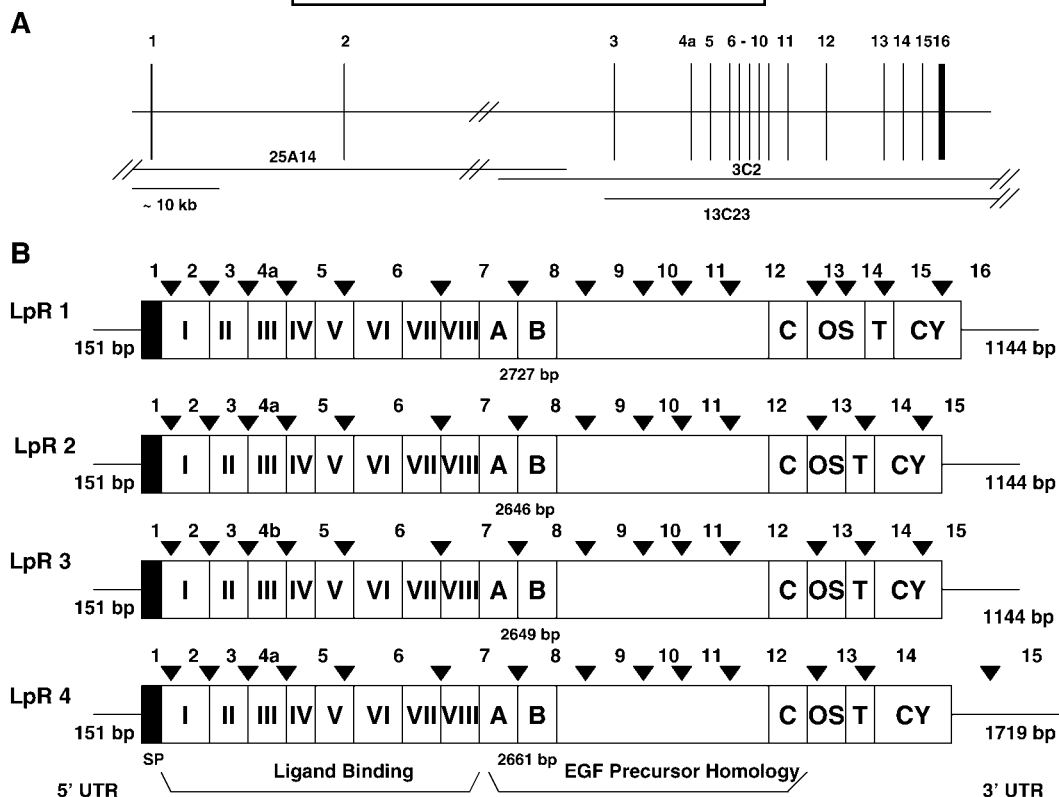 A
1 2 3 4a 5 6 - 10 11 12 13 14 15 16
25A14
3C2
~ 10 kb
13C23
B
1 2 3 4a 5 6 7 8 9 10 11 12 13 14 15 16
LpR 1
I II III IV V VI VII VIII A B C OS T CY
151 bp
1144 bp
2727 bp
1 2 3 4a 5 6 7 8 9 10 11 12 13 14 15
LpR 2
I II III IV V VI VII VIII A B C OS T CY
151 bp
1144 bp
2646 bp
1 2 3 4b 5 6 7 8 9 10 11 12 13 14 15
LpR 3
I II III IV V VI VII VIII A B C OS T CY
151 bp
1144 bp
2649 bp
1 2 3 4a 5 6 7 8 9 10 11 12 13 14 15
LpR 4
I II III IV V VI VII VIII A B C OS T CY
151 bp
1719 bp
SP
2661 bp
Ligand Binding
EGF Precursor Homology
5’ UTR
3’ UTR